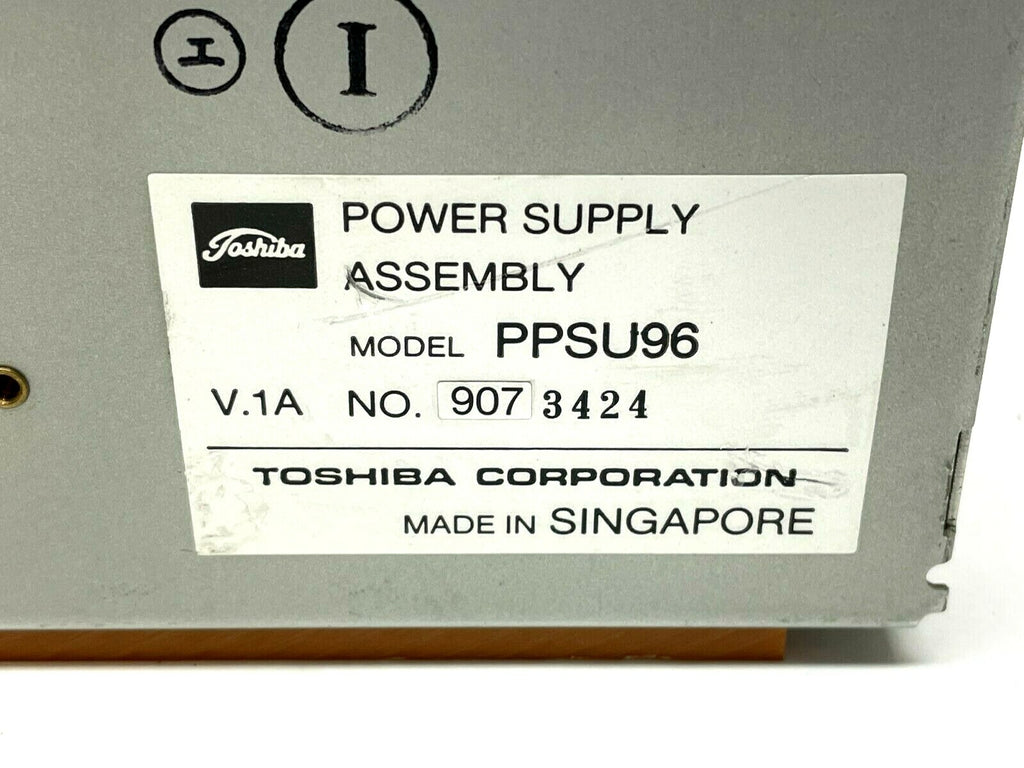 I I
Toshiba
POWER SUPPLY
ASSEMBLY
MODEL PPSU96
V.1A NO. 907 3424
TOSHIBA CORPORATION
MADE IN SINGAPORE